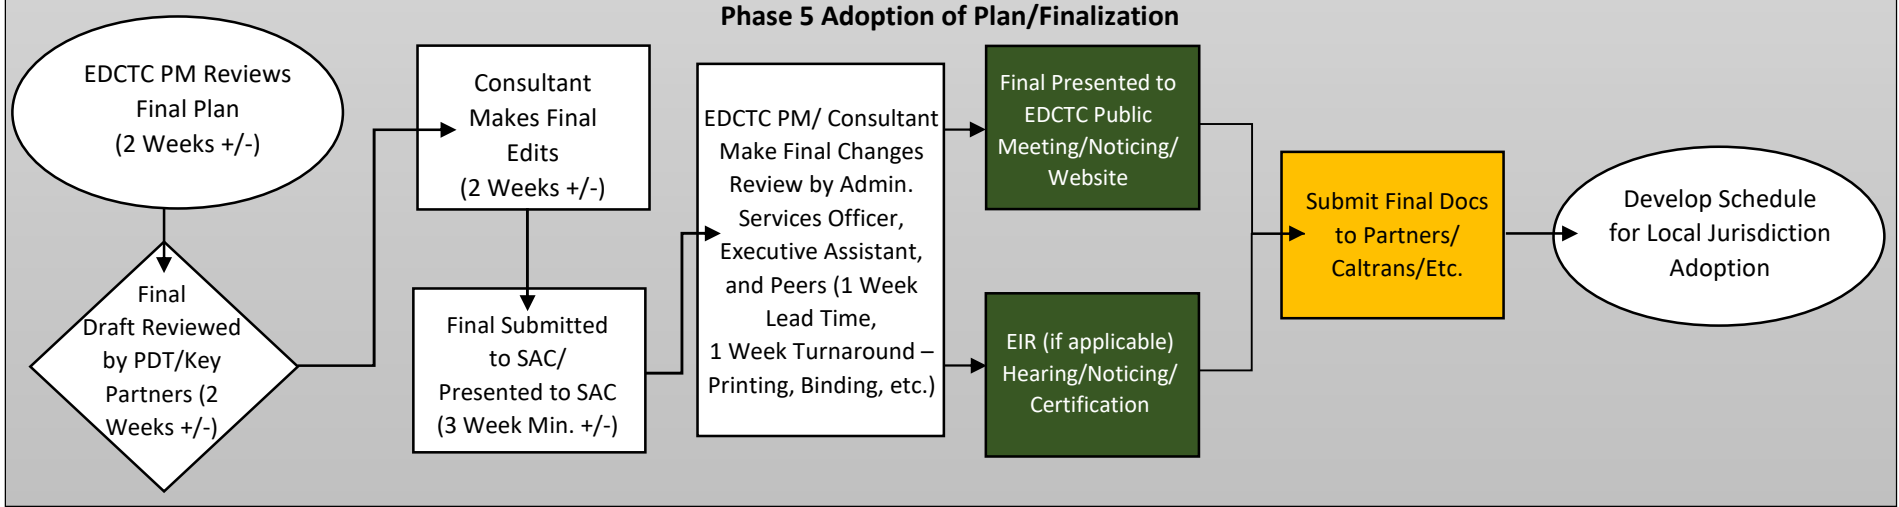 Phase 5 Adoption of Plan/Finalization
EDCTC PM Reviews
Final Plan
(2 Weeks +/-)
Final
Draft Reviewed
by PDT/Key
Partners (2
Weeks +/-)
Consultant
Makes Final
Edits
(2 Weeks +/-)
Final Submitted
to SAC/
Presented to SAC
(3 Week Min. +/-)
EDCTC PM/ Consultant
Make Final Changes
Review by Admin.
Services Officer,
Executive Assistant,
and Peers (1 Week
Lead Time,
1 Week Turnaround –
Printing, Binding, etc.)
Final Presented to
EDCTC Public
Meeting/Noticing/
Website
EIR (if applicable)
Hearing/Noticing/
Certification
Submit Final Docs
to Partners/
Caltrans/Etc.
Develop Schedule
for Local Jurisdiction
Adoption